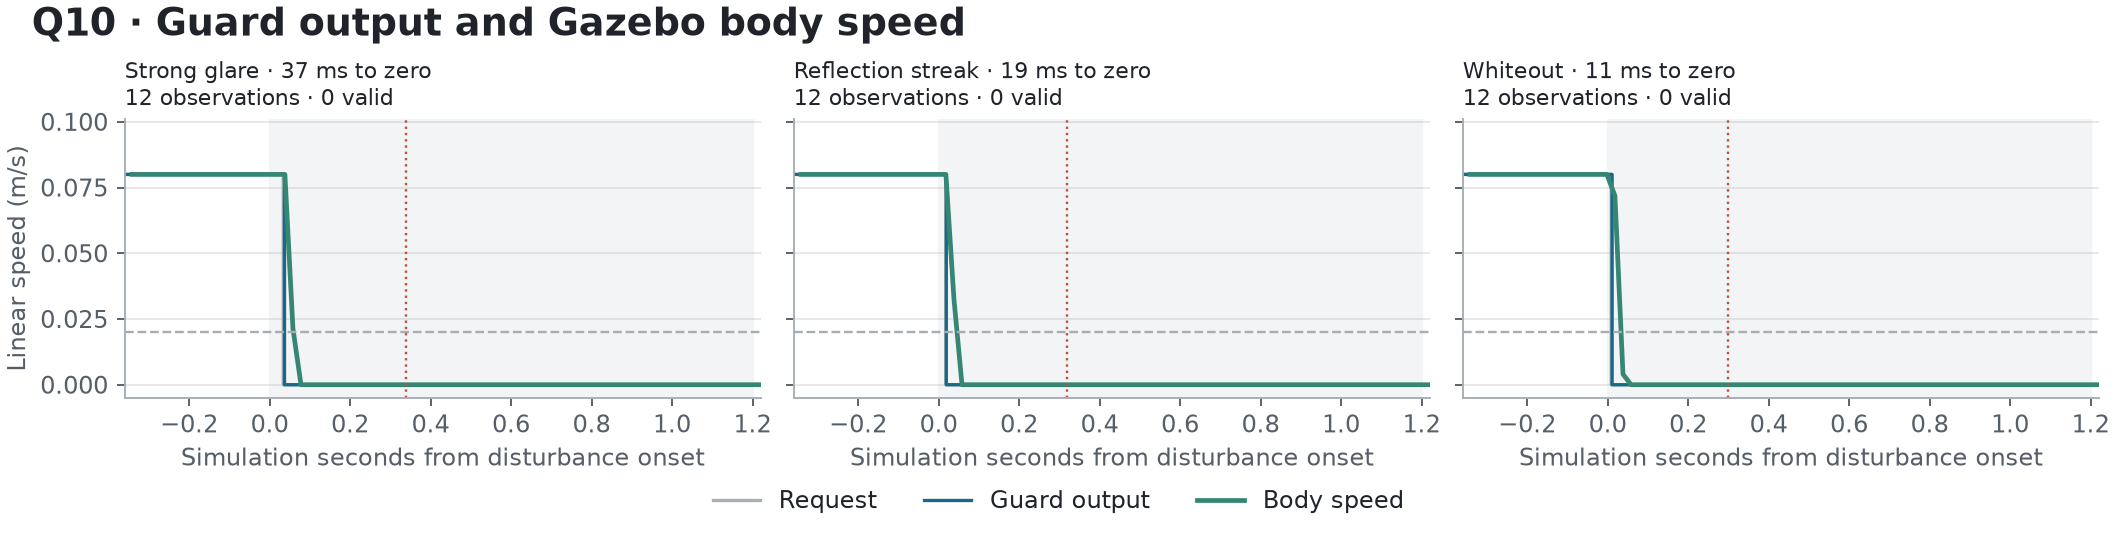 Q10 · Guard output and Gazebo body speed
Strong glare · 37 ms to zero
12 observations · 0 valid
Reflection streak · 19 ms to zero
12 observations · 0 valid
Whiteout · 11 ms to zero
12 observations · 0 valid
Linear speed (m/s)
0.100
0.075
0.050
0.025
0.000
−0.2 0.0 0.2 0.4 0.6 0.8 1.0 1.2
−0.2 0.0 0.2 0.4 0.6 0.8 1.0 1.2
−0.2 0.0 0.2 0.4 0.6 0.8 1.0 1.2
Simulation seconds from disturbance onset
Simulation seconds from disturbance onset
Simulation seconds from disturbance onset
Request Guard output Body speed